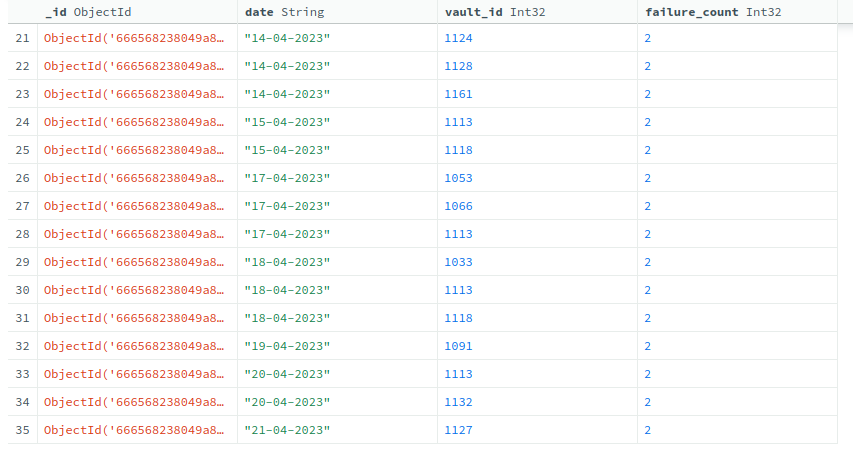 _id ObjectId date String vault_id Int32 failure_count Int32
21 ObjectId('666568238049a8… "14-04-2023" 1124 2
22 ObjectId('666568238049a8… "14-04-2023" 1128 2
23 ObjectId('666568238049a8… "14-04-2023" 1161 2
24 ObjectId('666568238049a8… "15-04-2023" 1113 2
25 ObjectId('666568238049a8… "15-04-2023" 1118 2
26 ObjectId('666568238049a8… "17-04-2023" 1053 2
27 ObjectId('666568238049a8… "17-04-2023" 1066 2
28 ObjectId('666568238049a8… "17-04-2023" 1113 2
29 ObjectId('666568238049a8… "18-04-2023" 1033 2
30 ObjectId('666568238049a8… "18-04-2023" 1113 2
31 ObjectId('666568238049a8… "18-04-2023" 1118 2
32 ObjectId('666568238049a8… "19-04-2023" 1091 2
33 ObjectId('666568238049a8… "20-04-2023" 1113 2
34 ObjectId('666568238049a8… "20-04-2023" 1132 2
35 ObjectId('666568238049a8… "21-04-2023" 1127 2